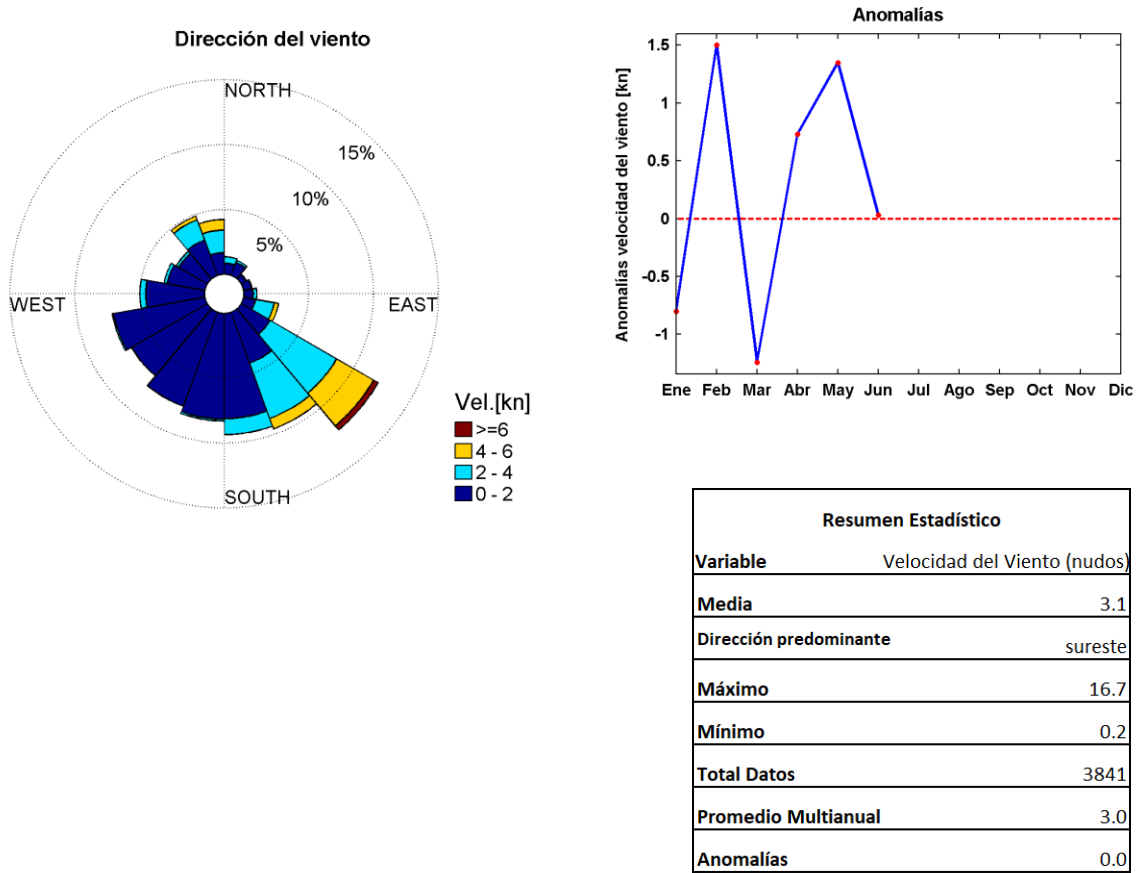 Dirección del viento
NORTH
15%
10%
5%
WEST
EAST
SOUTH
Vel.[kn]
>=6
4 - 6
2 - 4
0 - 2
Anomalías
Anomalias velocidad del viento [kn]
1.5
1
0.5
0
-0.5
-1
Ene Feb Mar Abr May Jun Jul Ago Sep Oct Nov Dic
Resumen Estadístico
Variable Velocidad del Viento (nudos)
Media 3.1
Dirección predominante sureste
Máximo 16.7
Mínimo 0.2
Total Datos 3841
Promedio Multianual 3.0
Anomalías 0.0